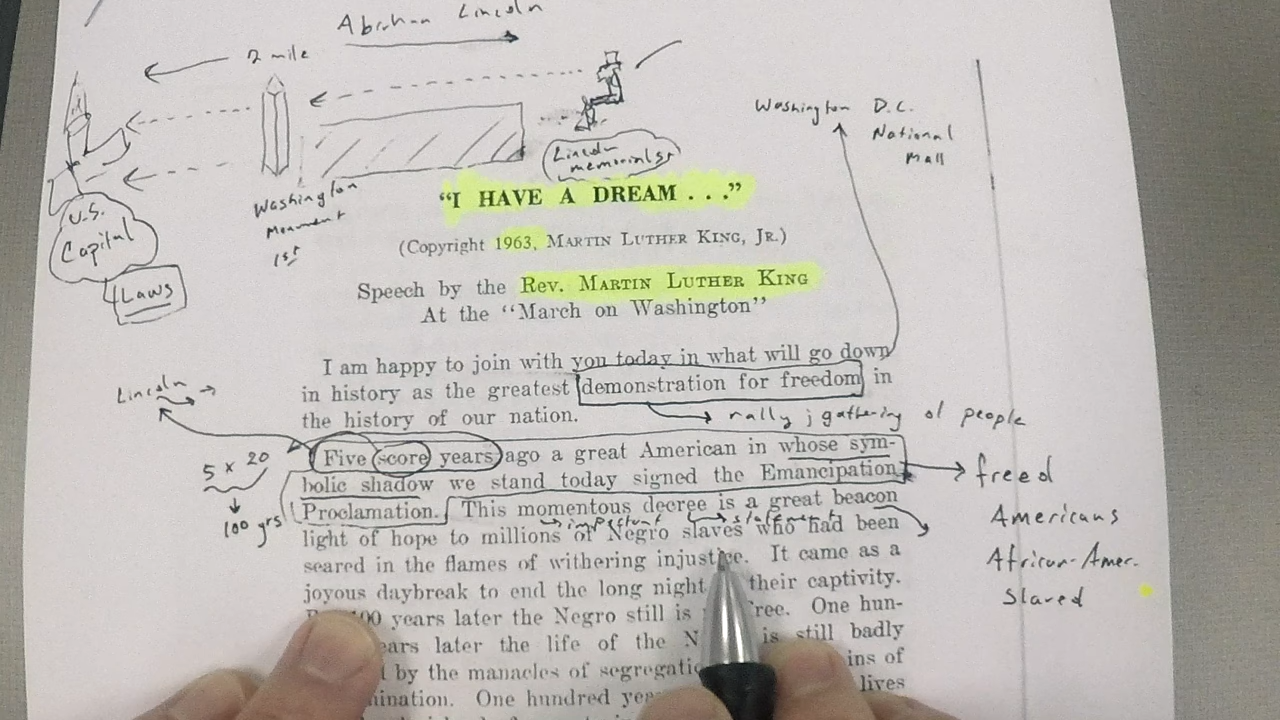 Abraham Lincoln
2 mile
Washington D.C.
National
Mall
Lincoln
memorial
"I HAVE A DREAM . . ."
Washington
Monument
1st
U.S.
Capital
Laws
(Copyright 1963, MARTIN LUTHER KING, JR.)
Speech by the Rev. MARTIN LUTHER KING
At the "March on Washington"
I am happy to join with you today in what will go down
in history as the greatest demonstration for freedom in
the history of our nation.
rally ; gathering of people
Lincoln
Five score years ago a great American in whose sym-
bolic shadow we stand today signed the Emancipation
Proclamation. This momentous decree is a great beacon
important
statement
light of hope to millions of Negro slaves who had been
seared in the flames of withering injustice. It came as a
joyous daybreak to end the long night their captivity.
00 years later the Negro still is free. One hun-
ears later the life of the N is still badly
by the manacles of segregatio ins of
ination. One hundred yea lives
5 x 20
100 yrs
freed
Americans
African-Amer.
Slaved